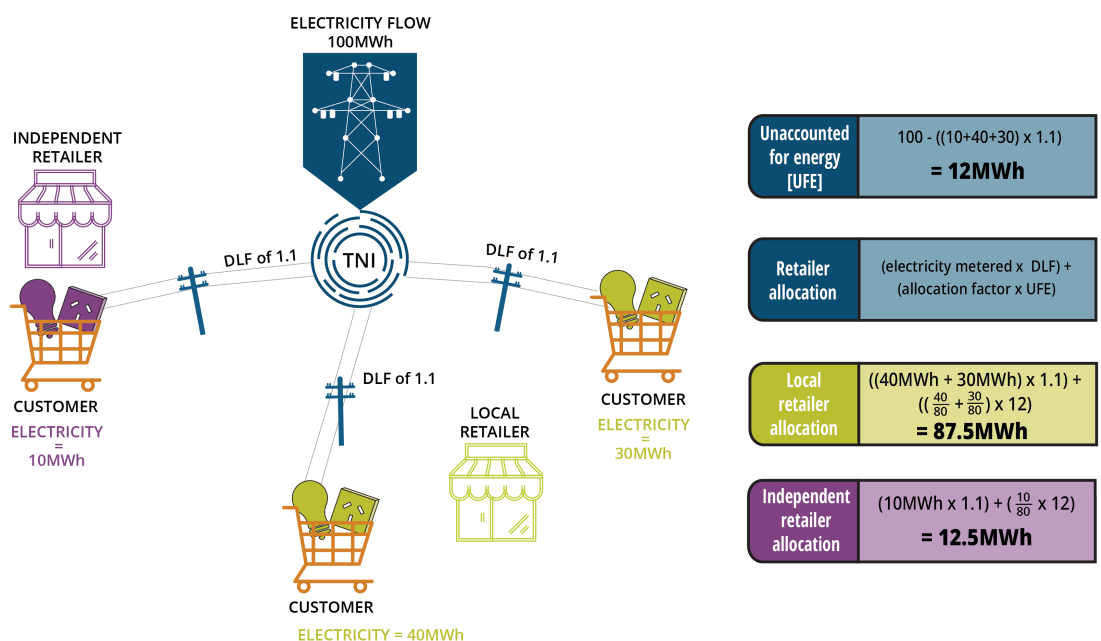 ELECTRICITY FLOW
100MWh
INDEPENDENT
RETAILER
DLF of 1.1
TNI
DLF of 1.1
CUSTOMER
ELECTRICITY
=
10MWh
DLF of 1.1
LOCAL
RETAILER
CUSTOMER
ELECTRICITY
=
30MWh
CUSTOMER
ELECTRICITY = 40MWh
Unaccounted
for energy
[UFE]
100 - ((10+40+30) x 1.1)
= 12MWh
Retailer
allocation
(electricity metered x DLF) +
(allocation factor x UFE)
Local
retailer
allocation
((40MWh + 30MWh) x 1.1) +
(( 40/80 + 30/80 ) x 12)
= 87.5MWh
Independent
retailer
allocation
(10MWh x 1.1) + ( 10/80 x 12)
= 12.5MWh